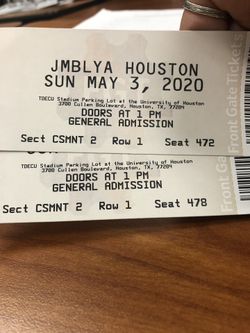 JMBLYA HOUSTON
SUN MAY 3, 2020
TDECU Stadium Parking Lot at the University of Houston
3700 Cullen Boulevard, Houston, TX, 77204
DOORS AT 1 PM
GENERAL ADMISSION
Sect CSMNT 2 Row 1 Seat 472
TDECU Stadium Parking Lot at the University of Houston
3700 Cullen Boulevard, Houston, TX, 77204
DOORS AT 1 PM
GENERAL ADMISSION
Sect CSMNT 2 Row 1 Seat 478
Front Gate Tickets
Front Gate